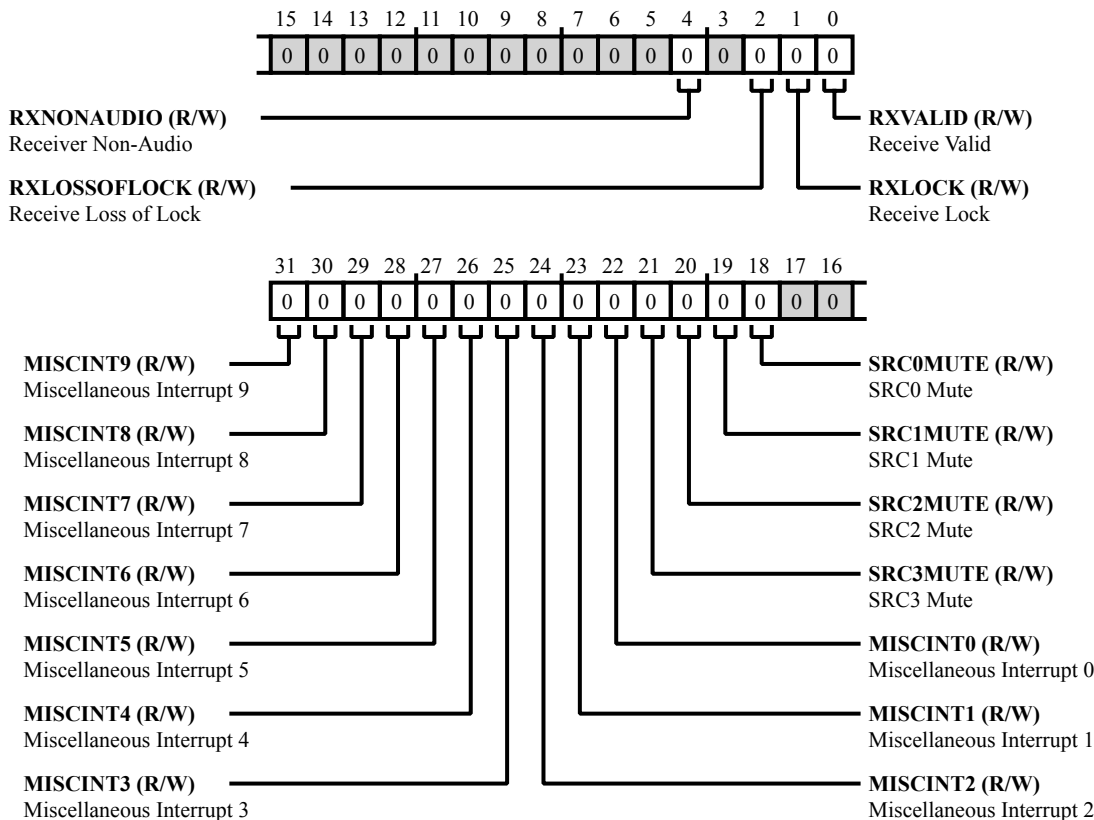 15 14 13 12 11 10 9 8 7 6 5 4 3 2 1 0
0 0 0 0 0 0 0 0 0 0 0 0 0 0 0 0
RXNONAUDIO (R/W)
Receiver Non-Audio
RXVALID (R/W)
Receive Valid
RXLOSSOFLOCK (R/W)
Receive Loss of Lock
RXLOCK (R/W)
Receive Lock
31 30 29 28 27 26 25 24 23 22 21 20 19 18 17 16
0 0 0 0 0 0 0 0 0 0 0 0 0 0 0 0
MISCINT9 (R/W)
Miscellaneous Interrupt 9
SRC0MUTE (R/W)
SRC0 Mute
MISCINT8 (R/W)
Miscellaneous Interrupt 8
SRC1MUTE (R/W)
SRC1 Mute
MISCINT7 (R/W)
Miscellaneous Interrupt 7
SRC2MUTE (R/W)
SRC2 Mute
MISCINT6 (R/W)
Miscellaneous Interrupt 6
SRC3MUTE (R/W)
SRC3 Mute
MISCINT5 (R/W)
Miscellaneous Interrupt 5
MISCINT0 (R/W)
Miscellaneous Interrupt 0
MISCINT4 (R/W)
Miscellaneous Interrupt 4
MISCINT1 (R/W)
Miscellaneous Interrupt 1
MISCINT3 (R/W)
Miscellaneous Interrupt 3
MISCINT2 (R/W)
Miscellaneous Interrupt 2